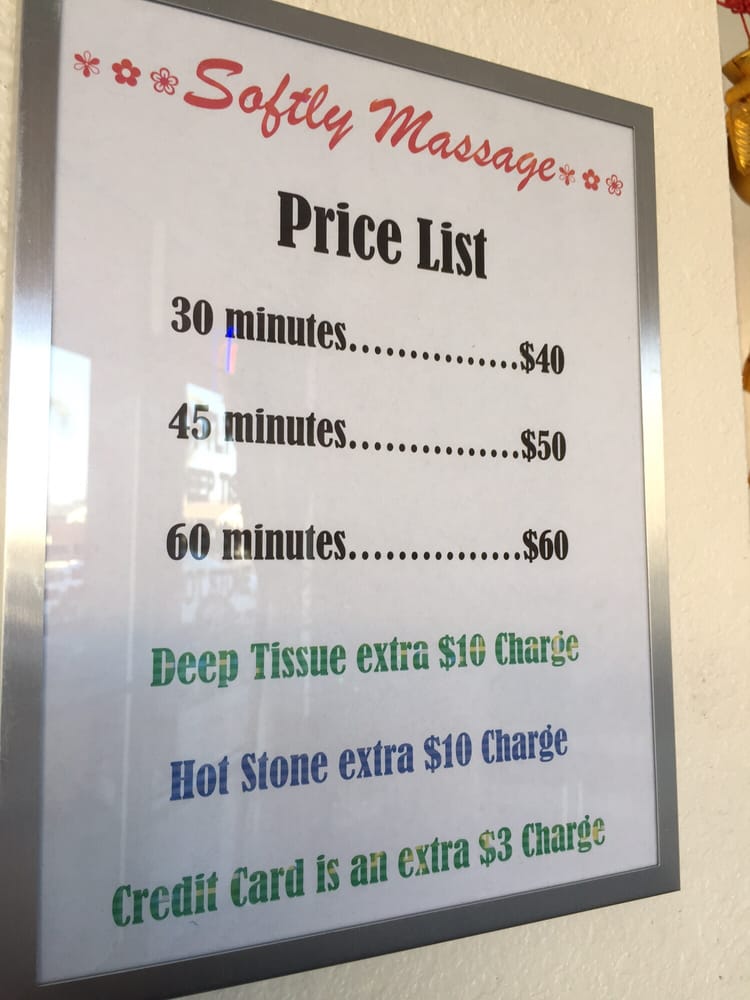 Softly Massage
Price List
30 minutes...............$40
45 minutes...............$50
60 minutes...............$60
Deep Tissue extra $10 Charge
Hot Stone extra $10 Charge
Credit Card is an extra $3 Charge